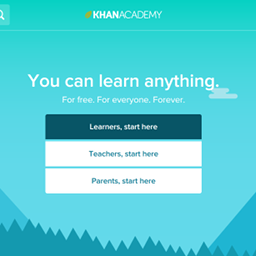 KHANACADEMY
You can learn anything.
For free. For everyone. Forever.
Learners, start here
Teachers, start here
Parents, start here